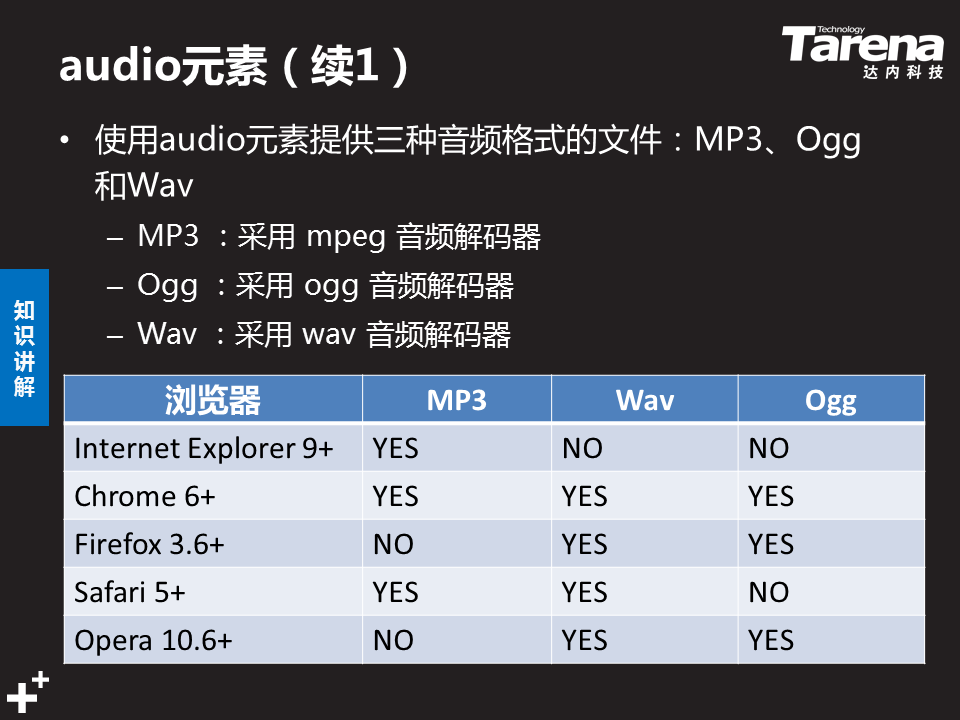 audio元素（续1）
Technology
Tarena
达内科技
• 使用audio元素提供三种音频格式的文件：MP3、Ogg
和Wav
– MP3 ：采用 mpeg 音频解码器
– Ogg ：采用 ogg 音频解码器
– Wav ：采用 wav 音频解码器
知识讲解
浏览器 MP3 Wav Ogg
Internet Explorer 9+ YES NO NO
Chrome 6+ YES YES YES
Firefox 3.6+ NO YES YES
Safari 5+ YES YES NO
Opera 10.6+ NO YES YES